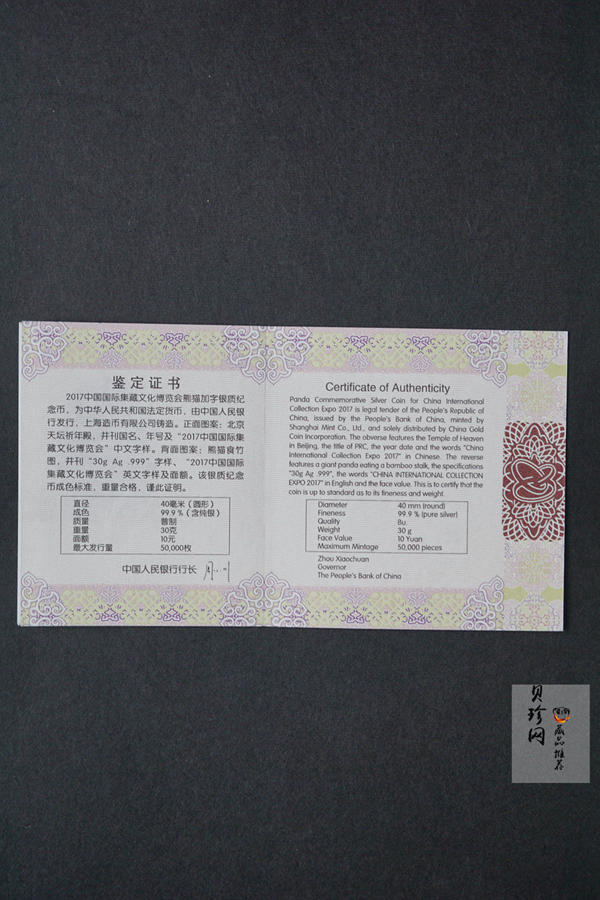 鉴定证书
2017中国国际集藏文化博览会熊猫加字银质纪
念币，为中华人民共和国法定货币，由中国人民银
行发行，上海造币有限公司铸造。正面图案：北京
天坛祈年殿，并刊国名、年号及“2017中国国际集
藏文化博览会”中文字样。背面图案：熊猫食竹
图，并刊“30g Ag .999”字样、“2017中国国际
集藏文化博览会”英文字样及面额。该银质纪念
币成色标准，重量合格，谨此证明。
直径 40毫米（圆形）
成色 99.9％（含纯银）
质量 普制
重量 30克
面额 10元
最大发行量 50,000枚
中国人民银行行长
Certificate of Authenticity
Panda Commemorative Silver Coin for China International
Collection Expo 2017 is legal tender of the People's Republic of
China, issued by the People's Bank of China, minted by
Shanghai Mint Co., Ltd., and solely distributed by China Gold
Coin Incorporation. The obverse features the Temple of Heaven
in Beijing, the title of PRC, the year date and the words "China
International Collection Expo 2017" in Chinese. The reverse
features a giant panda eating a bamboo stalk, the specifications
"30g Ag .999", the words "CHINA INTERNATIONAL COLLECTION
EXPO 2017" in English and the face value. This is to certify that the
coin is up to standard as to its fineness and weight.
Diameter 40 mm (round)
Fineness 99.9 % (pure silver)
Quality Bu
Weight 30 g
Face Value 10 Yuan
Maximum Mintage 50,000 pieces
Zhou Xiaochuan
Governor
The People's Bank of China
贝珍网
藏品推荐